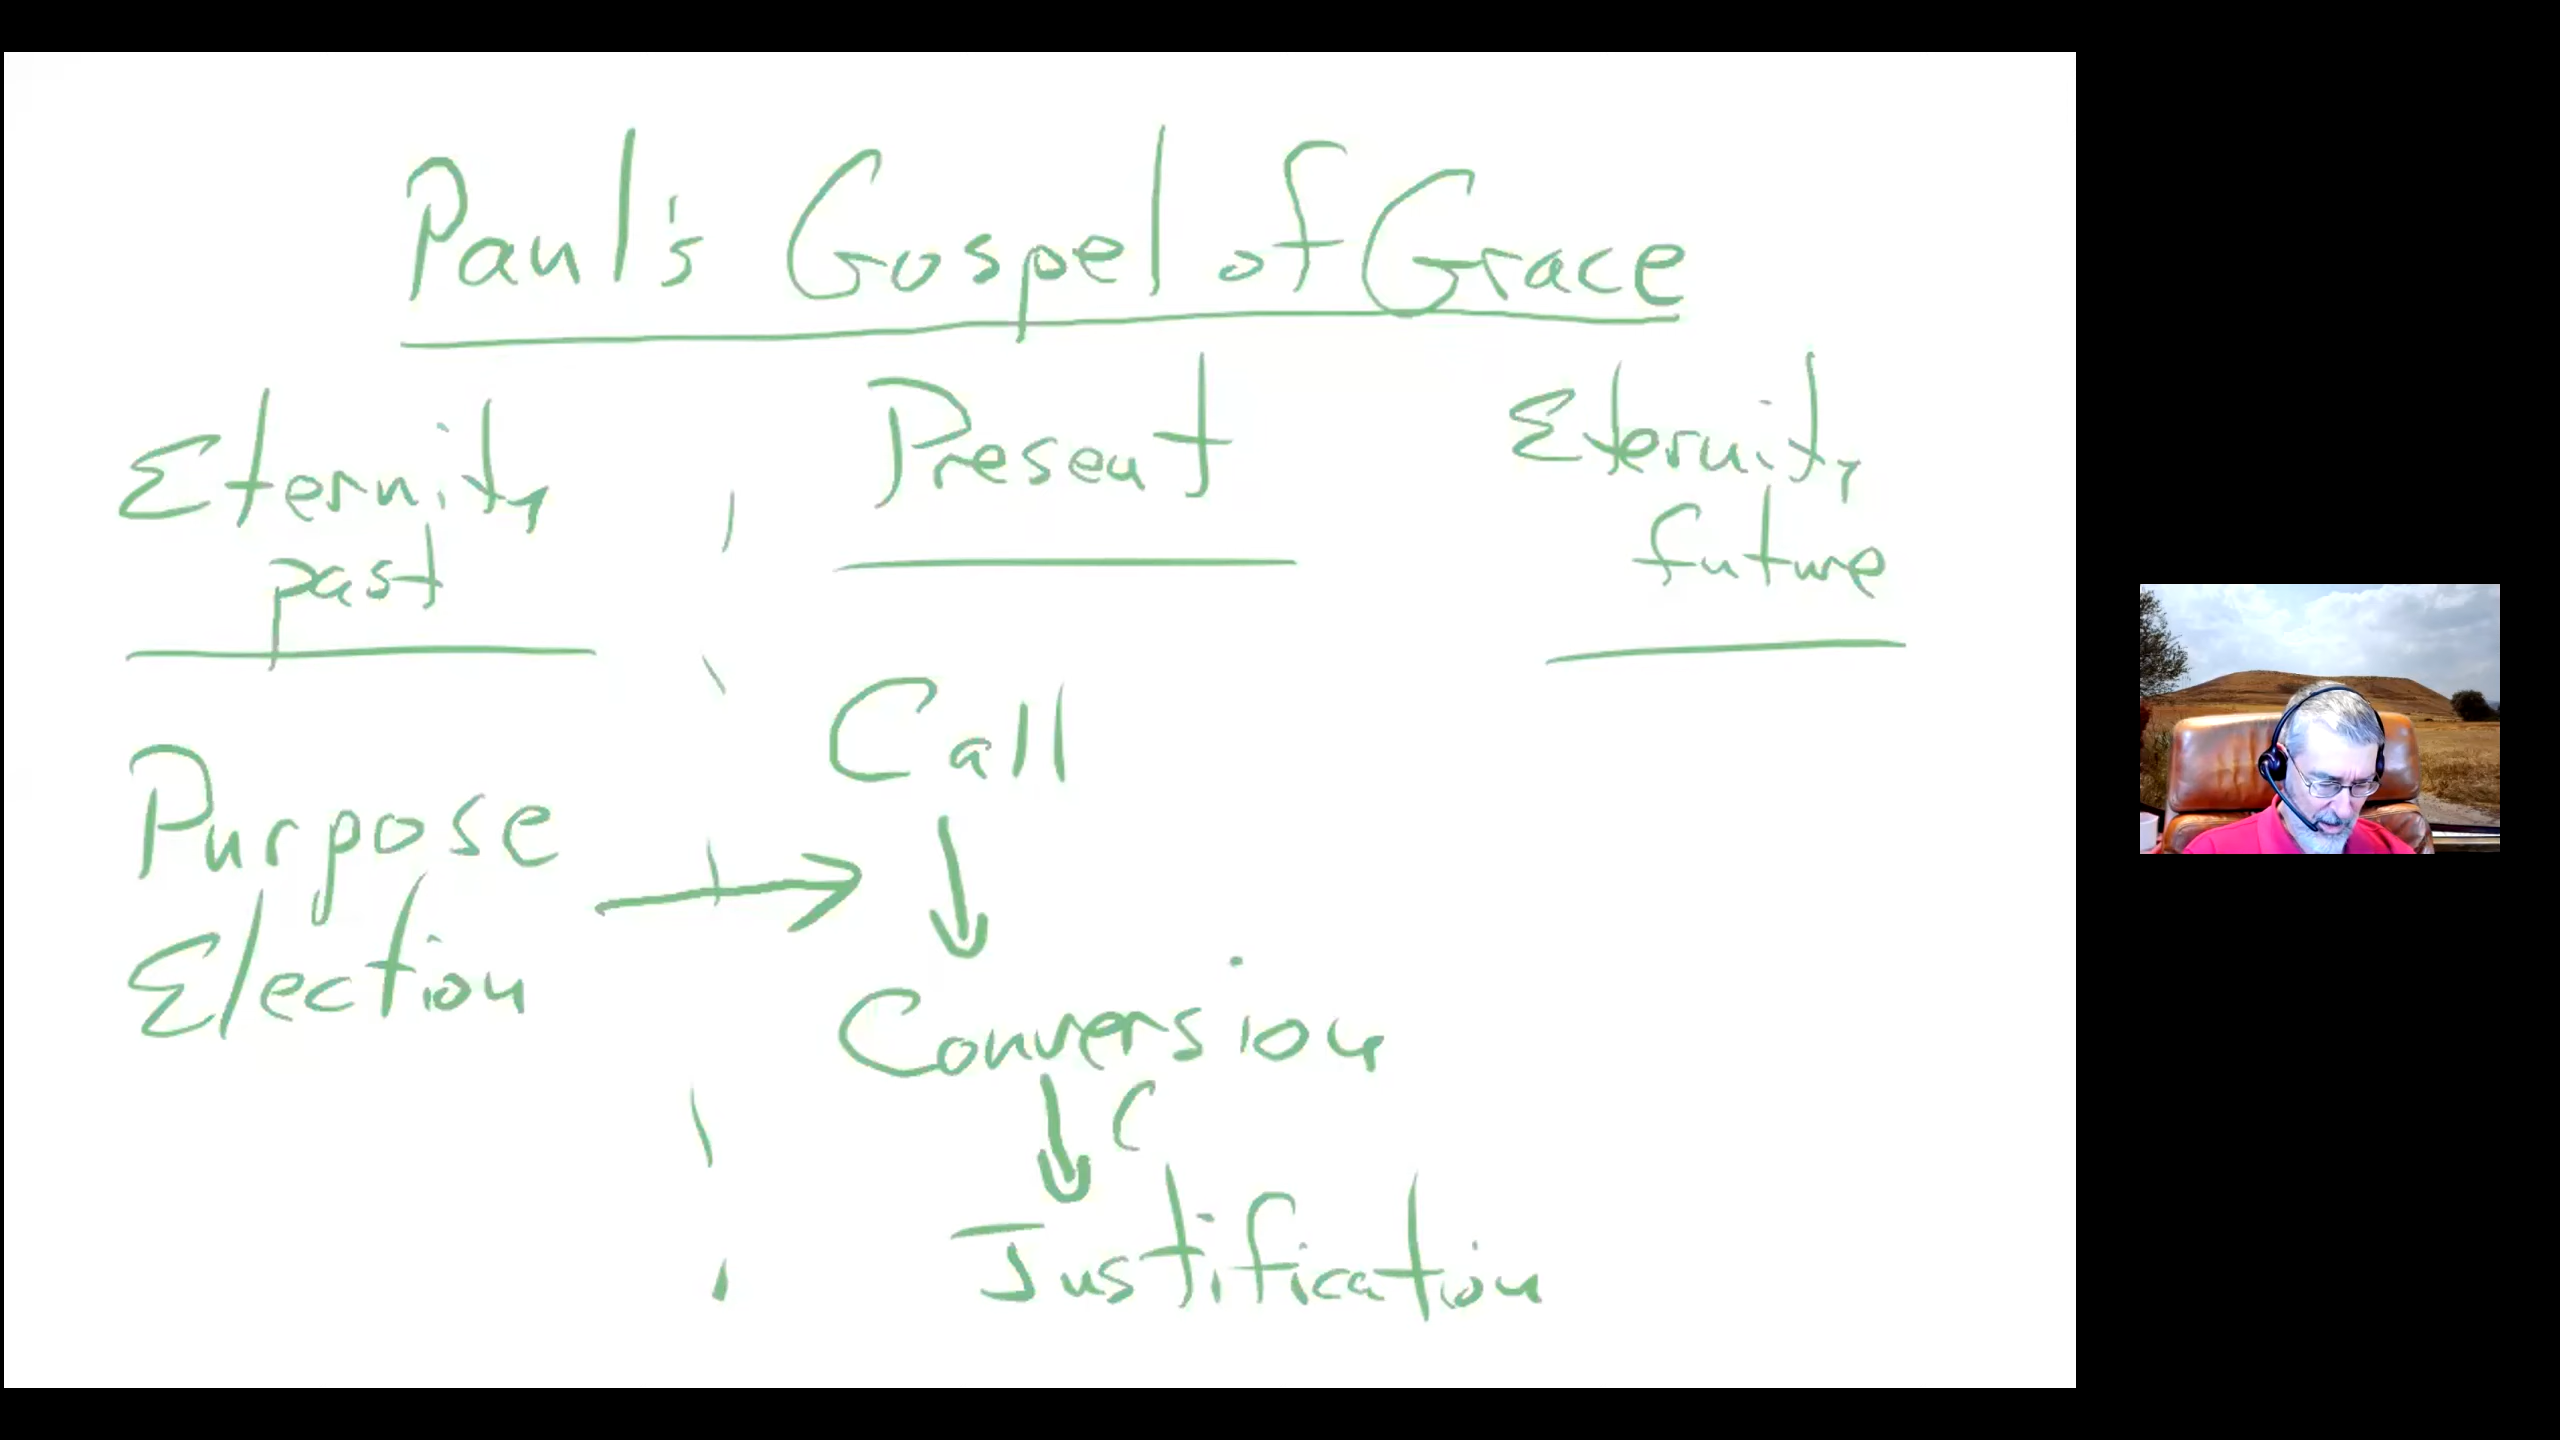 Paul's Gospel of Grace
Eternity
past
Present
Eternity
future
Purpose
Election
Call
Conversion
(
Justification